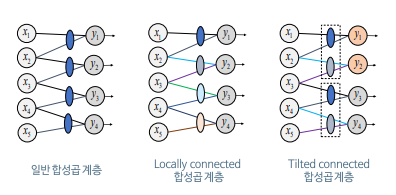 x₁ y₁
x₂ y₂
x₃ y₃
x₄ y₄
x₅
일반 합성곱 계층
x₁ y₁
x₂ y₂
x₃ y₃
x₄ y₄
x₅
Locally connected
합성곱 계층
x₁ y₁
x₂ y₂
x₃ y₃
x₄ y₄
x₅
Tilted connected
합성곱 계층